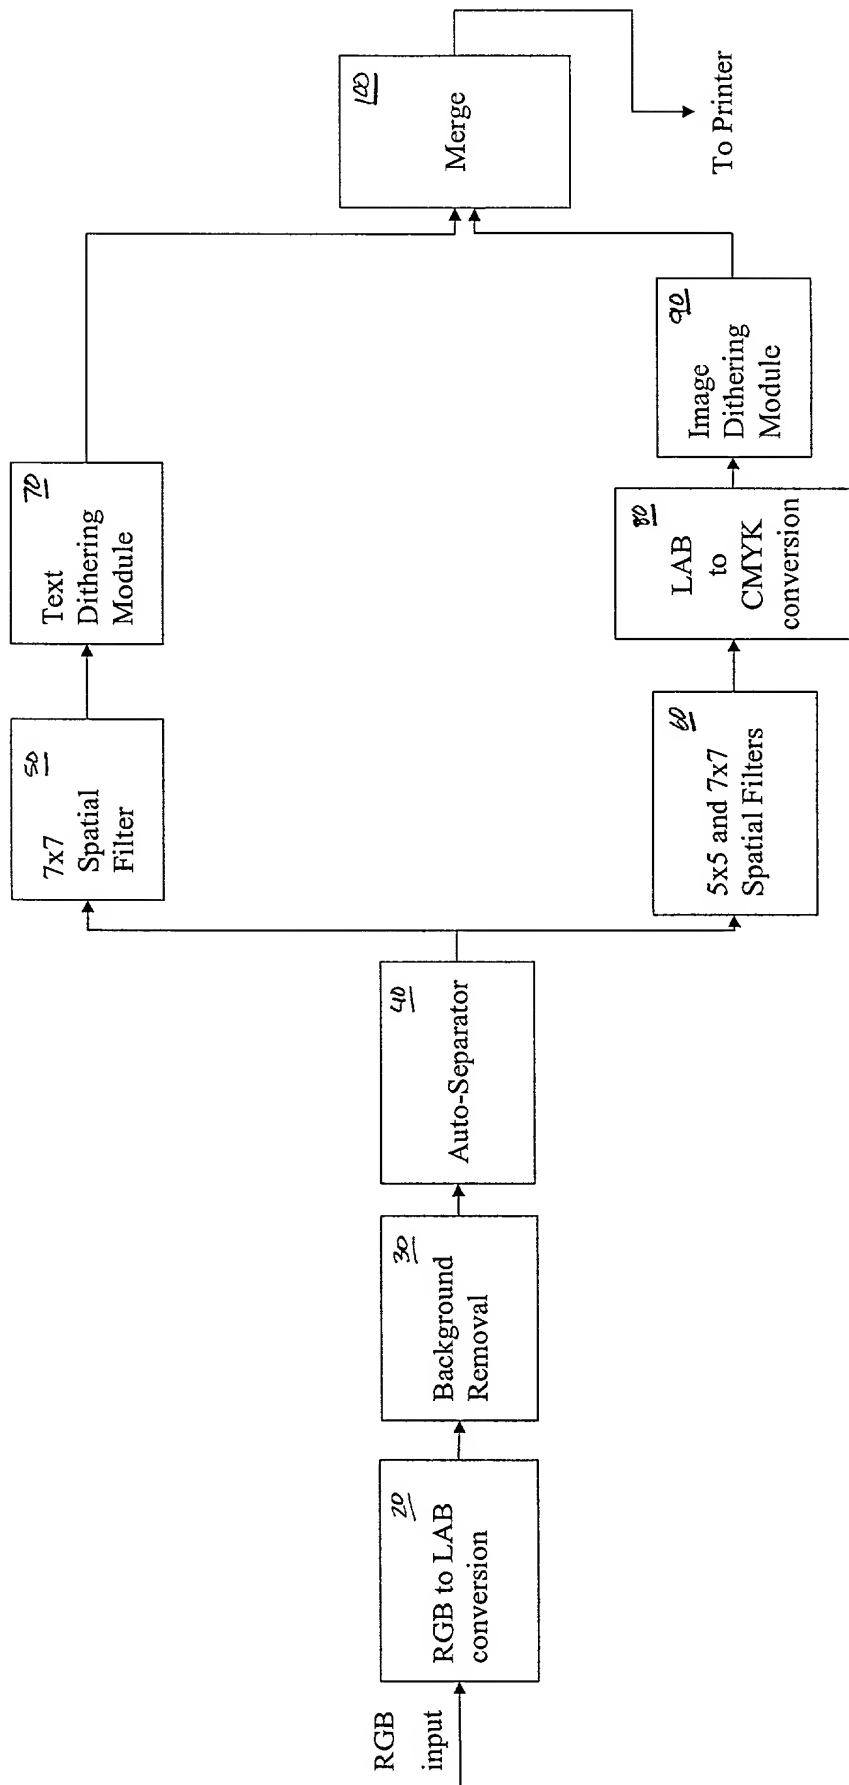 RGB
input
20
RGB to LAB
conversion
30
Background
Removal
40
Auto-Separator
50
7x7
Spatial
Filter
70
Text
Dithering
Module
60
5x5 and 7x7
Spatial Filters
80
LAB
to
CMYK
conversion
90
Image
Dithering
Module
100
Merge
To Printer